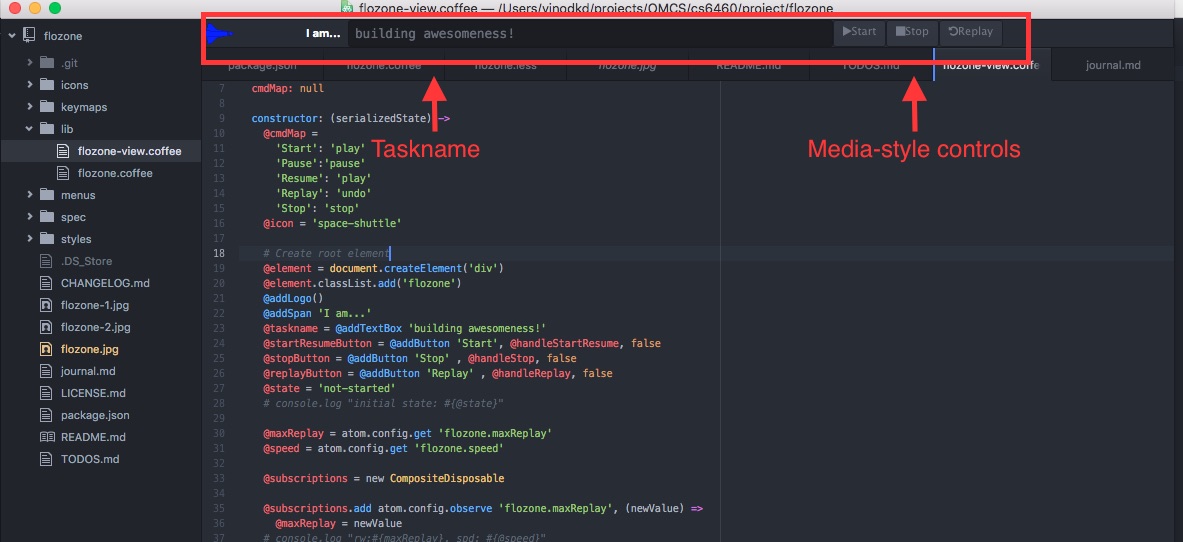 flozone-view.coffee — /Users/vinodkd/projects/OMCS/cs6460/project/flozone
flozone
.git
icons
keymaps
lib
flozone-view.coffee
flozone.coffee
menus
spec
styles
.DS_Store
CHANGELOG.md
flozone-1.jpg
flozone-2.jpg
flozone.jpg
journal.md
LICENSE.md
package.json
README.md
TODOS.md
I am... building awesomeness! Start Stop Replay
package.json flozone.coffee flozone.less flozone.jpg README.md TODOS.md flozone-view.coffe journal.md
Taskname
Media-style controls
7 cmdMap: null
8
9 constructor: (serializedState) ->
10 @cmdMap =
11 'Start': 'play'
12 'Pause':'pause'
13 'Resume': 'play'
14 'Replay': 'undo'
15 'Stop': 'stop'
16 @icon = 'space-shuttle'
17
18 # Create root element
19 @element = document.createElement('div')
20 @element.classList.add('flozone')
21 @addLogo()
22 @addSpan 'I am...'
23 @taskname = @addTextBox 'building awesomeness!'
24 @startResumeButton = @addButton 'Start', @handleStartResume, false
25 @stopButton = @addButton 'Stop' , @handleStop, false
26 @replayButton = @addButton 'Replay' , @handleReplay, false
27 @state = 'not-started'
28 # console.log "initial state: #{@state}"
29
30 @maxReplay = atom.config.get 'flozone.maxReplay'
31 @speed = atom.config.get 'flozone.speed'
32
33 @subscriptions = new CompositeDisposable
34
35 @subscriptions.add atom.config.observe 'flozone.maxReplay', (newValue) =>
36 @maxReplay = newValue
37 # console.log "rw:#{maxReplay}, spd: #{@speed}"